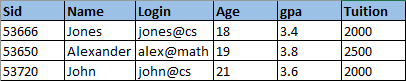 Sid Name Login Age gpa Tuition
53666 Jones jones@cs 18 3.4 2000
53650 Alexander alex@math 19 3.8 2500
53720 John john@cs 21 3.6 2000